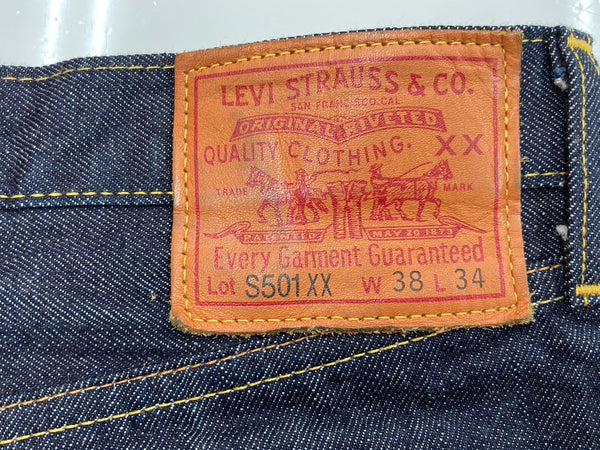 LEVI STRAUSS & CO.
SAN FRANCISCO.CAL
ORIGINAL RIVETED
QUALITY CLOTHING. XX
TRADE MARK
PATENTED MAY 20 1873
Every Garment Guaranteed
Lot S501XX W 38 L 34